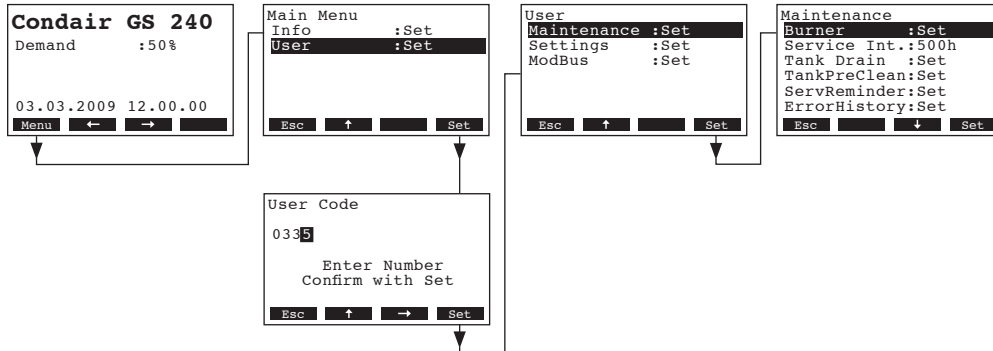 Condair GS 240
Demand :50%
03.03.2009 12.00.00
Menu ← →
Main Menu
Info :Set
User :Set
Esc ↑ Set
User Code
0335
Enter Number
Confirm with Set
Esc ↑ → Set
User
Maintenance :Set
Settings :Set
ModBus :Set
Esc ↑ Set
Maintenance
Burner :Set
Service Int.:500h
Tank Drain :Set
TankPreClean:Set
ServReminder:Set
ErrorHistory:Set
Esc ↓ Set